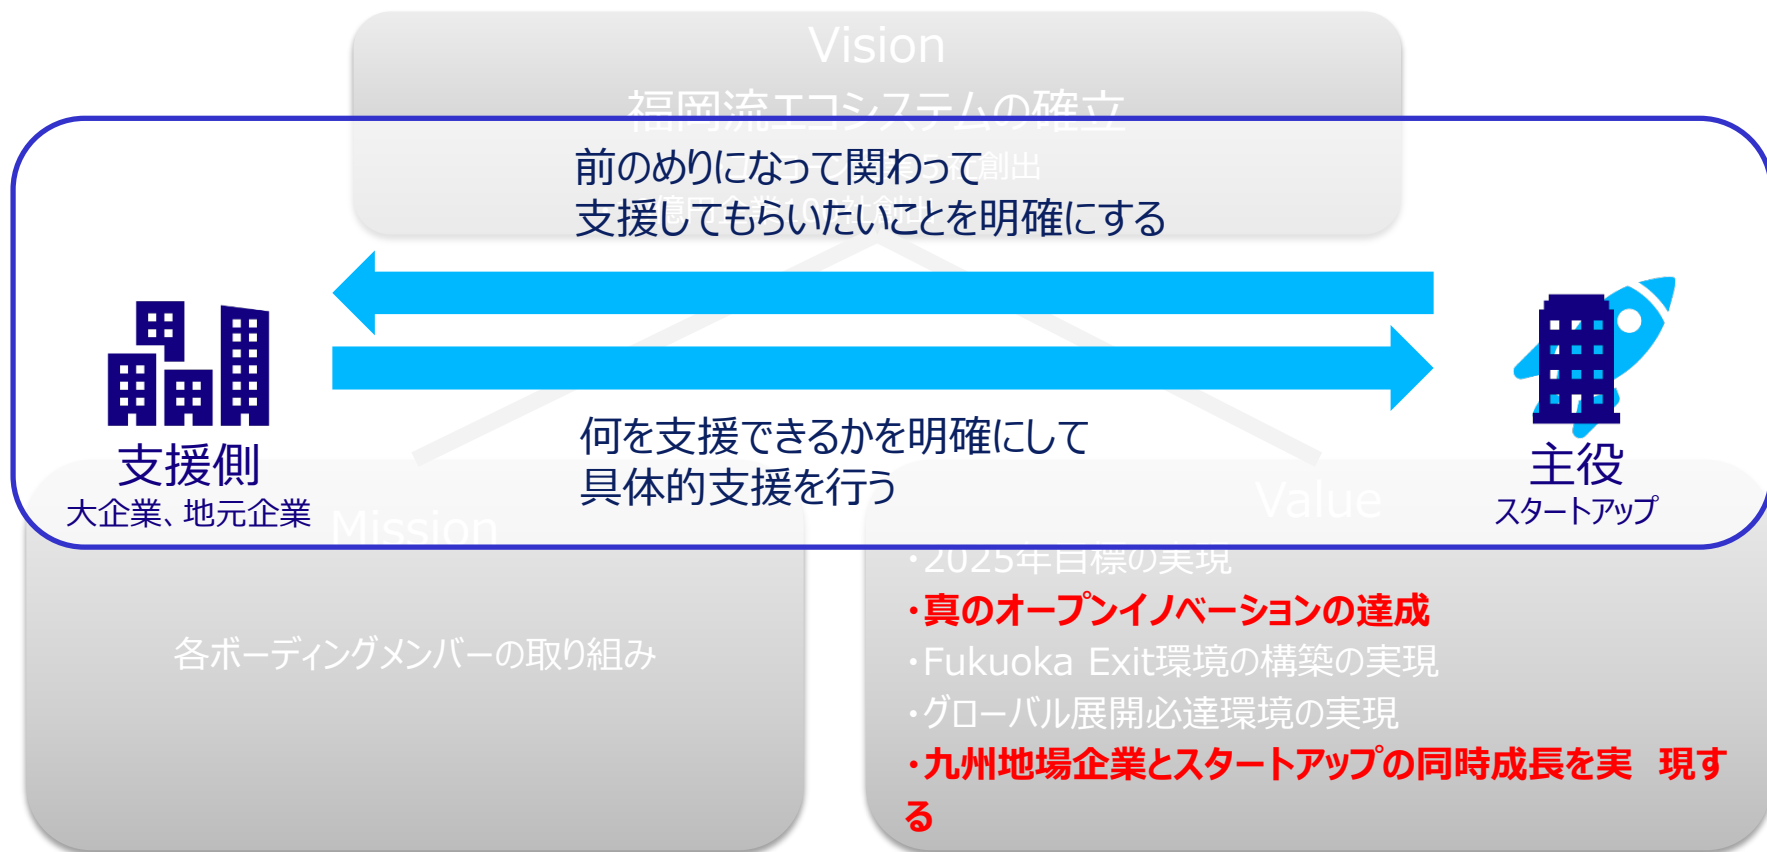 Vision
福岡流エコシステムの確立
社創出
前のめりになって関わって
支援してもらいたいことを明確にする
何を支援できるかを明確にして
具体的支援を行う
支援側
大企業、地元企業
主役
スタートアップ
Mission
各ボーディングメンバーの取り組み
Value
・2025年目標の実現
・真のオープンイノベーションの達成
・Fukuoka Exit環境の構築の実現
・グローバル展開必達環境の実現
・九州地場企業とスタートアップの同時成長を実　現す
る